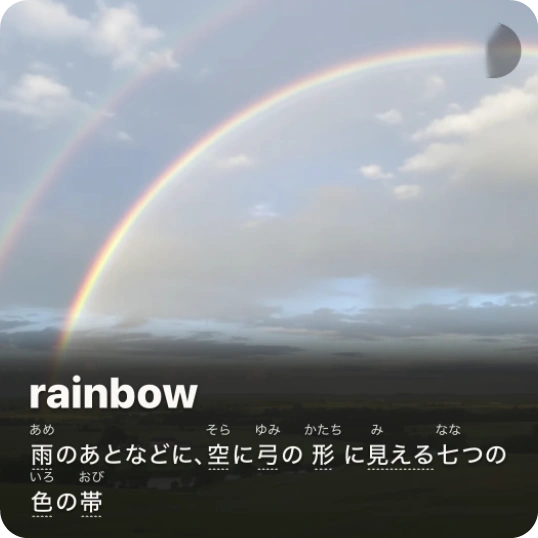 rainbow
あめ そら ゆみ かたち み なな
雨のあとなどに、空に弓の形に見える七つの
いろ おび
色の帯